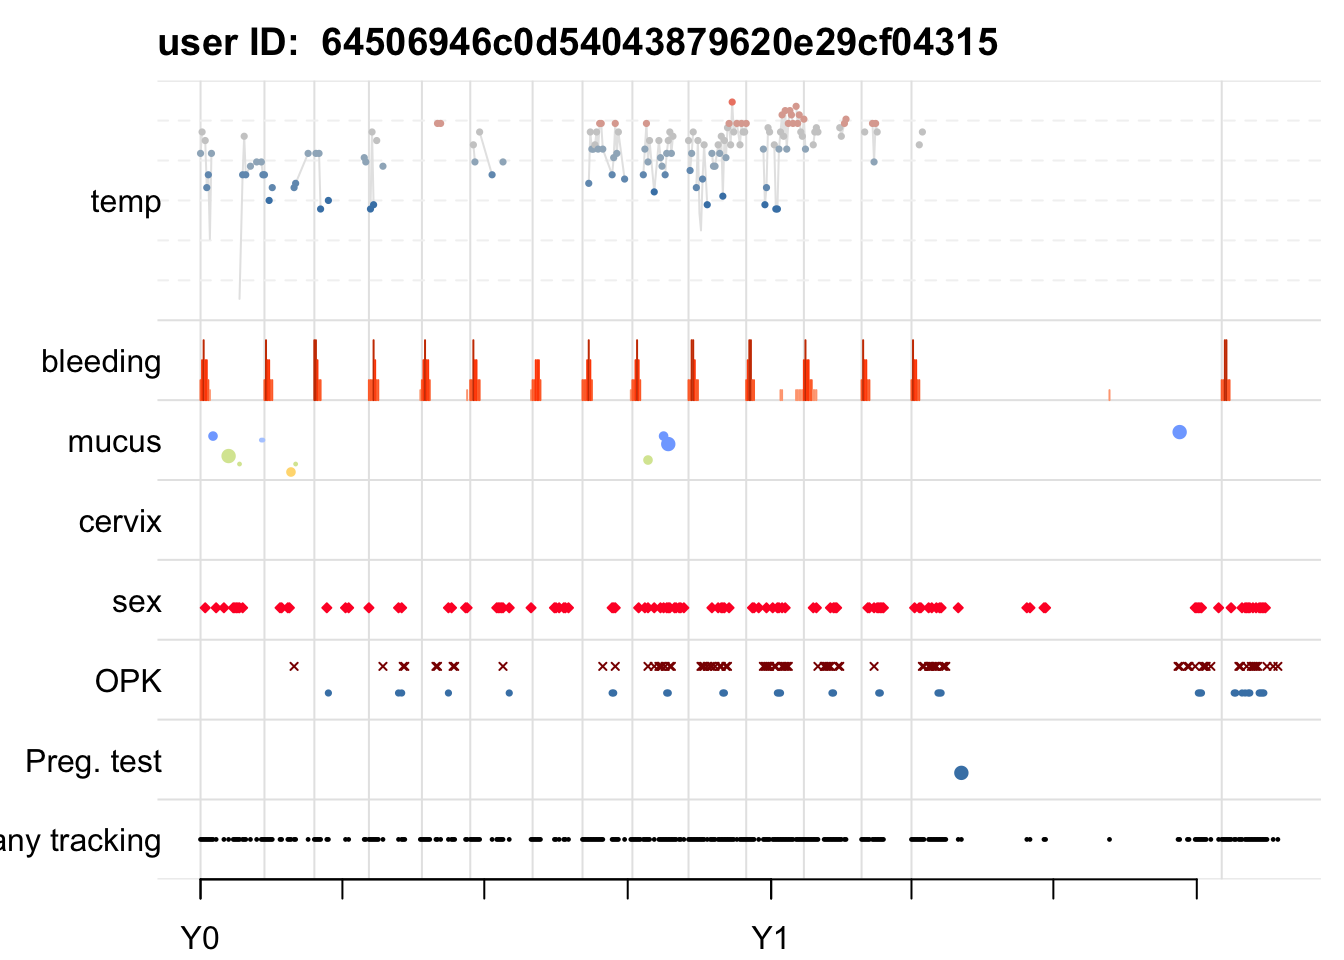 user ID: 64506946c0d54043879620e29cf04315
temp
bleeding
mucus
cervix
sex
OPK
Preg. test
any tracking
Y0 Y1